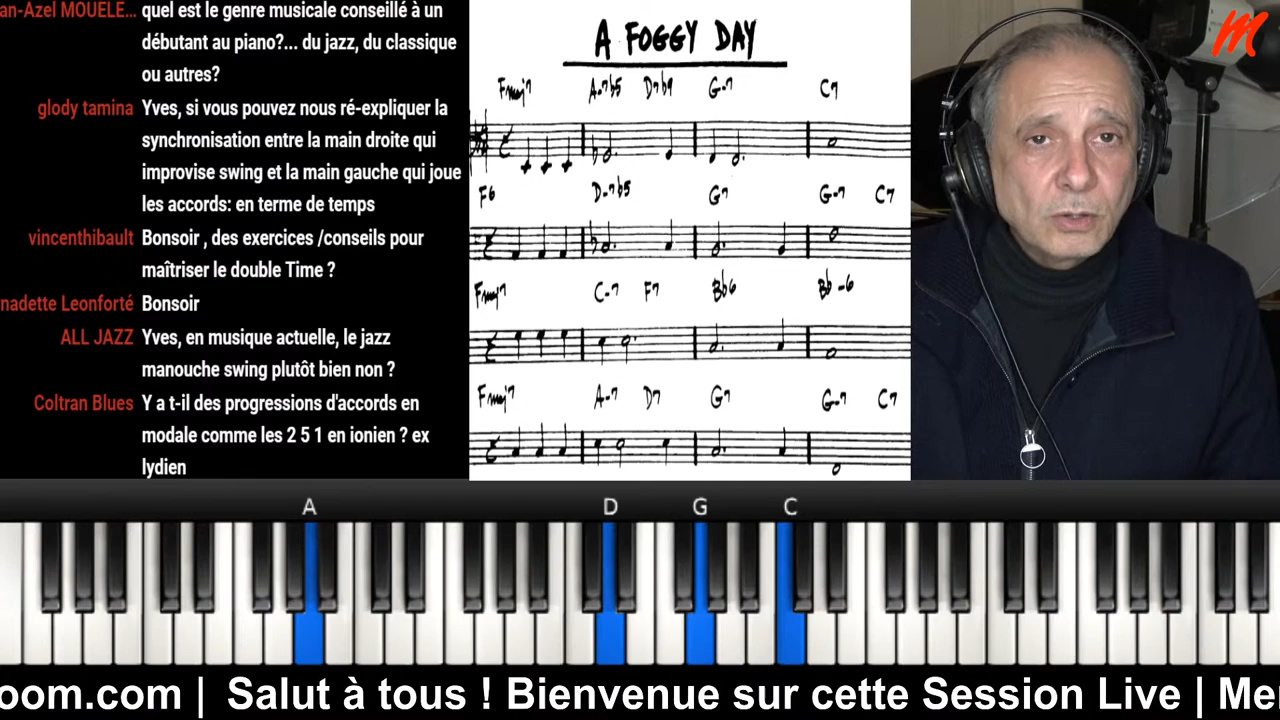 an-Azel MOUELE... quel est le genre musicale conseillé à un
débutant au piano?... du jazz, du classique
ou autres?
glody tamina Yves, si vous pouvez nous ré-expliquer la
synchronisation entre la main droite qui
improvise swing et la main gauche qui joue
les accords: en terme de temps
vincenthibault Bonsoir , des exercices /conseils pour
maîtriser le double Time ?
nadette Leonforté Bonsoir
ALL JAZZ Yves, en musique actuelle, le jazz
manouche swing plutôt bien non ?
Coltran Blues Y a t-il des progressions d'accords en
modale comme les 2 5 1 en ionien ? ex
lydien
A FOGGY DAY
Fmaj7 A-7b5 D7b9 G-7 C7
F6 D-7b5 G7 G-7 C7
Fmaj7 C-7 F7 Bb6 Bb-6
Fmaj7 A-7 D7 G7 G-7 C7
M
A D G C
oom.com | Salut à tous ! Bienvenue sur cette Session Live | Me